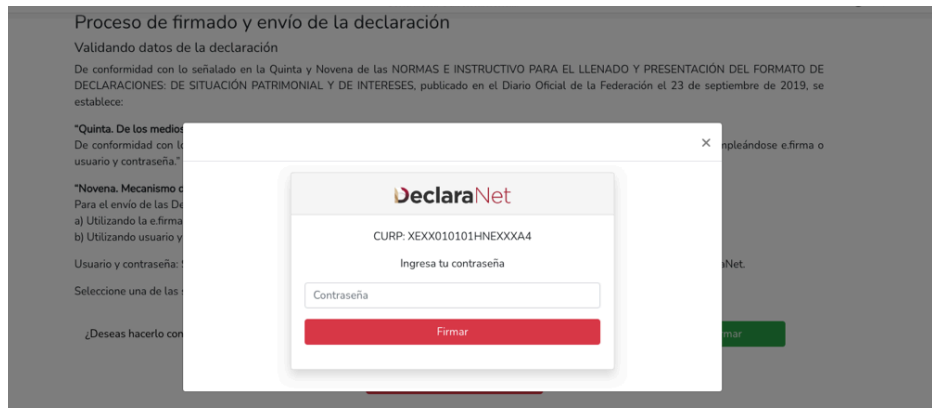 Proceso de firmado y envío de la declaración
Validando datos de la declaración
De conformidad con lo señalado en la Quinta y Novena de las NORMAS E INSTRUCTIVO PARA EL LLENADO Y PRESENTACIÓN DEL FORMATO DE
DECLARACIONES: DE SITUACIÓN PATRIMONIAL Y DE INTERESES, publicado en el Diario Oficial de la Federación el 23 de septiembre de 2019, se
establece:
"Quinta. De los medios
De conformidad con lo
e.firma o
usuario y contraseña."
"Novena. Mecanismo
Para el envío de las
a) Utilizando la e.firma
b) Utilizando usuario y
Usuario y contraseña:
Seleccione una de las
¿Deseas hacerlo con
×
DeclaraNet
CURP: XEXX010101HNEXXXA4
Ingresa tu contraseña
Contraseña
Firmar